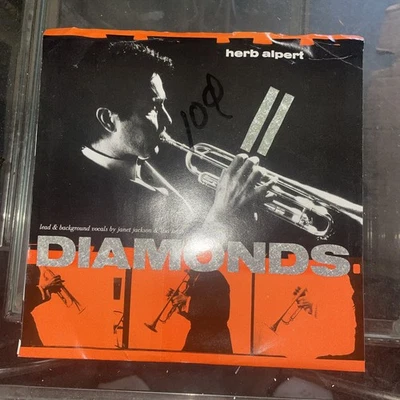 herb alpert
10¢
lead & background vocals by janet jackson & lisa keith
DIAMONDS